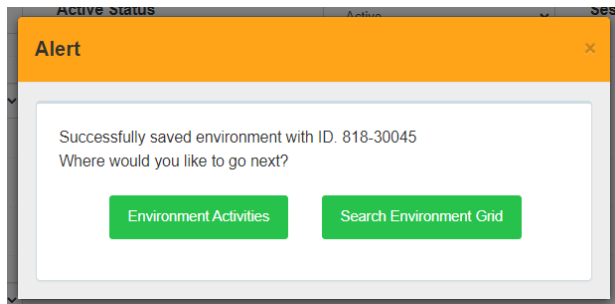 Active Status
Active
Ses
Alert
×
Successfully saved environment with ID. 818-30045
Where would you like to go next?
Environment Activities
Search Environment Grid